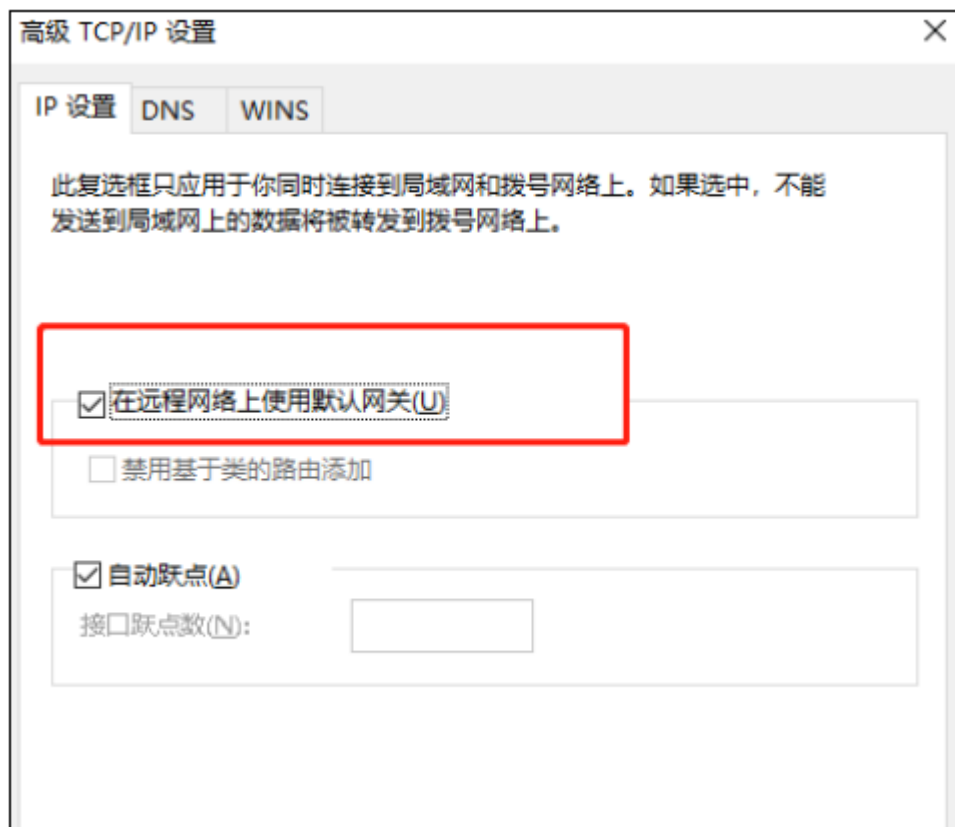 高级 TCP/IP 设置
IP 设置 DNS WINS
此复选框只应用于你同时连接到局域网和拨号网络上。如果选中，不能
发送到局域网上的数据将被转发到拨号网络上。
在远程网络上使用默认网关(U)
禁用基于类的路由添加
自动跃点(A)
接口跃点数(N):